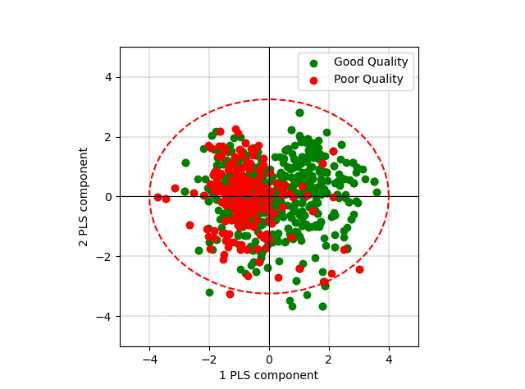 Good Quality
Poor Quality
4
2
0
−2
−4
2 PLS component
−4
−2
0
2
4
1 PLS component